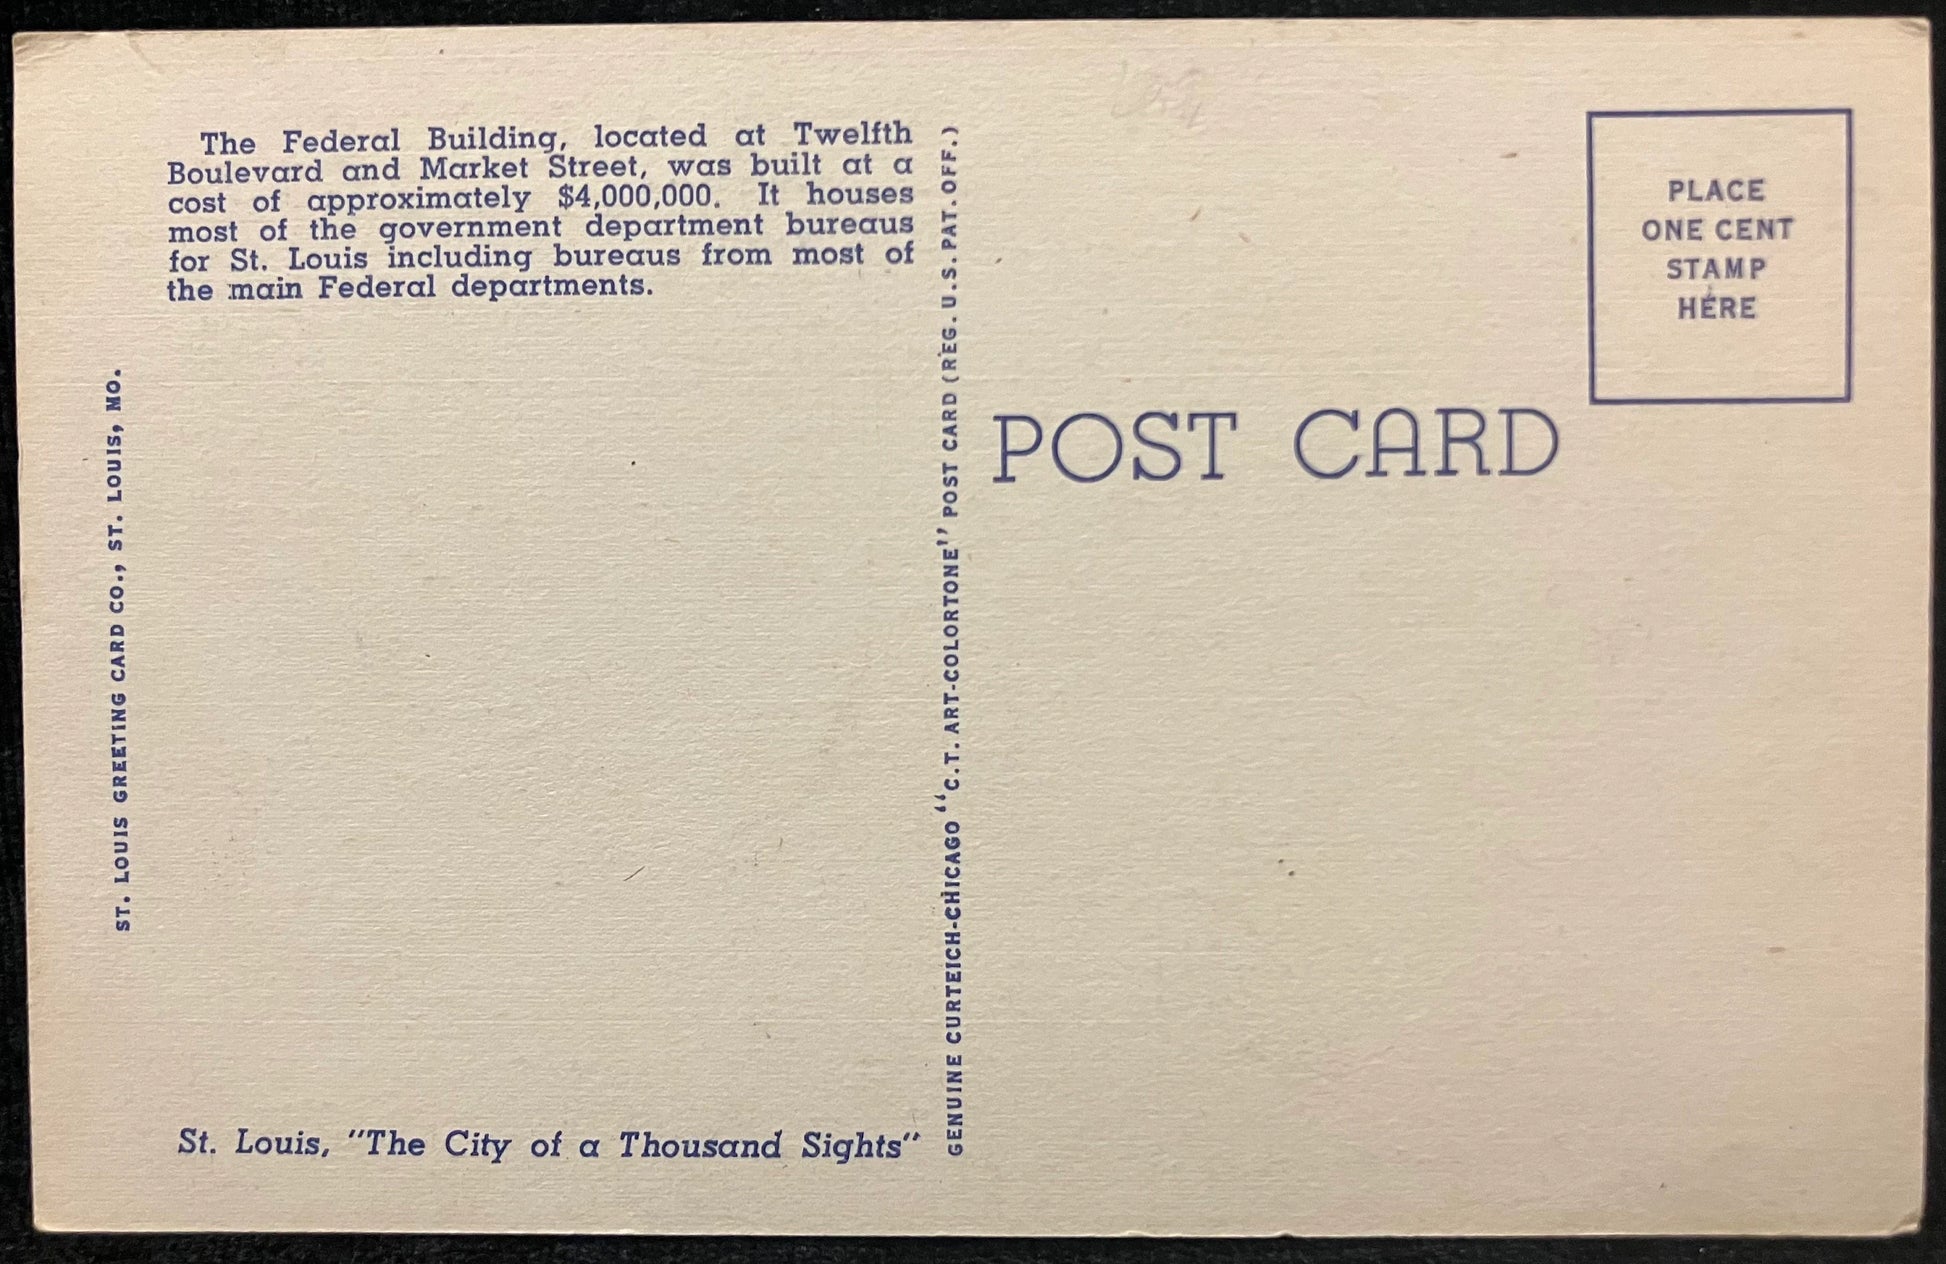 The Federal Building, located at Twelfth
Boulevard and Market Street, was built at a
cost of approximately $4,000,000. It houses
most of the government department bureaus
for St. Louis including bureaus from most of
the main Federal departments.
ST. LOUIS GREETING CARD CO., ST. LOUIS, MO.
St. Louis, "The City of a Thousand Sights"
GENUINE CURTEICH-CHICAGO "C.T. ART-COLORTONE" POST CARD (REG. U.S. PAT. OFF.)
POST CARD
PLACE
ONE CENT
STAMP
HERE